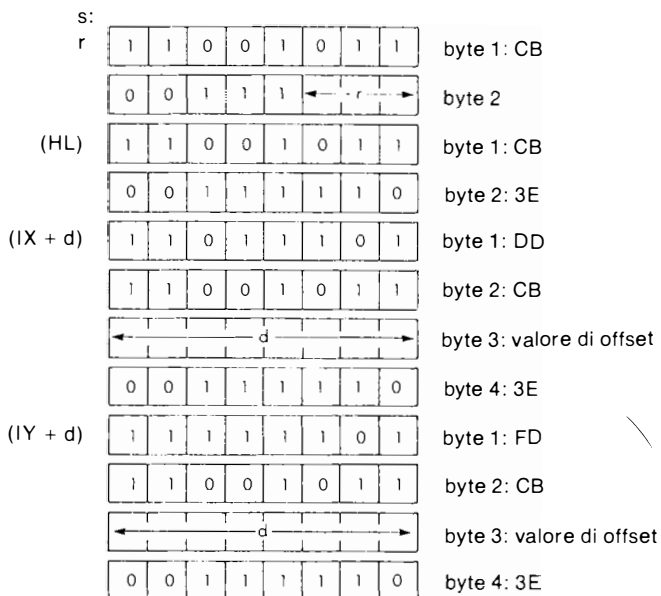 s:
r 1 1 0 0 1 0 1 1 byte 1: CB
0 0 1 1 1 r byte 2
(HL) 1 1 0 0 1 0 1 1 byte 1: CB
0 0 1 1 1 1 1 0 byte 2: 3E
(IX + d) 1 1 0 1 1 1 0 1 byte 1: DD
1 1 0 0 1 0 1 1 byte 2: CB
d byte 3: valore di offset
0 0 1 1 1 1 1 0 byte 4: 3E
(IY + d) 1 1 1 1 1 1 0 1 byte 1: FD
1 1 0 0 1 0 1 1 byte 2: CB
d byte 3: valore di offset
0 0 1 1 1 1 1 0 byte 4: 3E